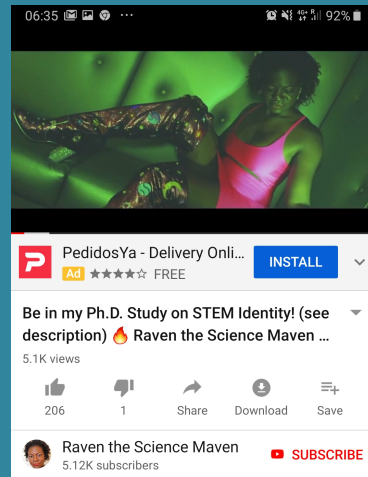 06:35 ... 4G+ R 92%
PedidosYa - Delivery Onli...
INSTALL
Ad FREE
Be in my Ph.D. Study on STEM Identity! (see
description) 🔥 Raven the Science Maven ...
5.1K views
206 1 Share Download Save
Raven the Science Maven
SUBSCRIBE
5.12K subscribers